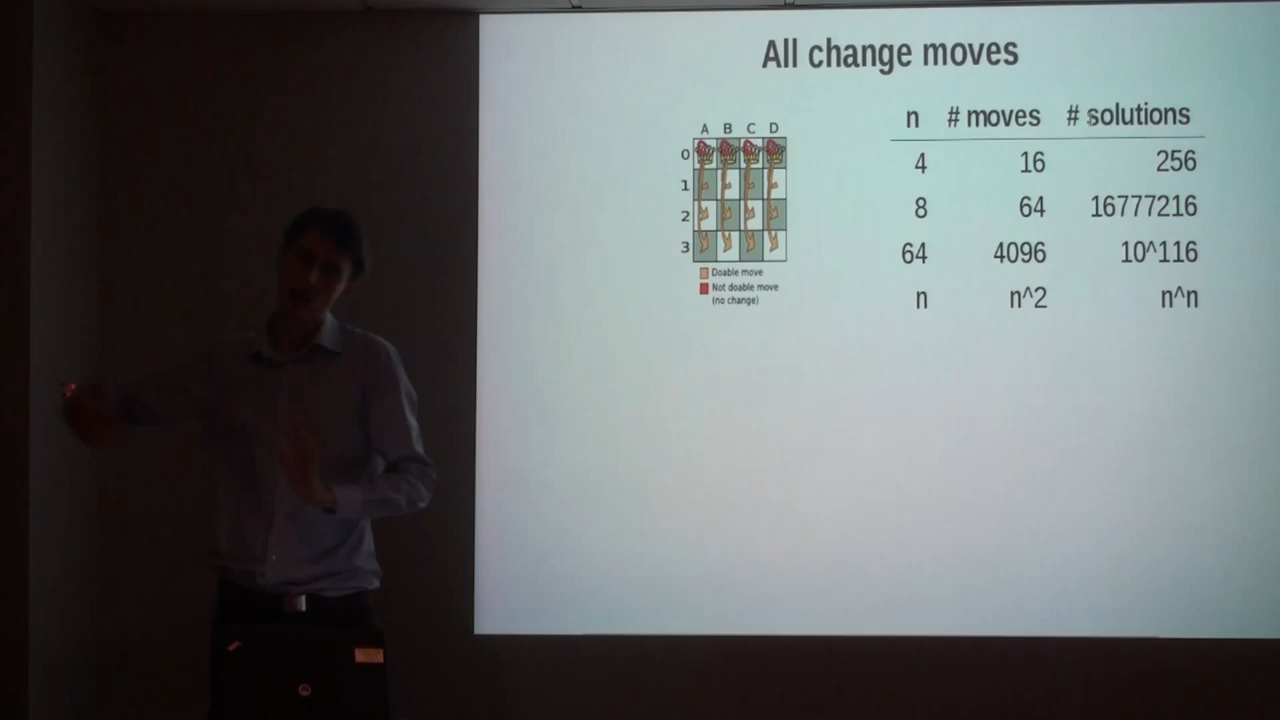 All change moves
A B C D
0
1
2
3
Doable move
Not doable move
(no change)
n # moves # solutions
4 16 256
8 64 16777216
64 4096 10^116
n n^2 n^n